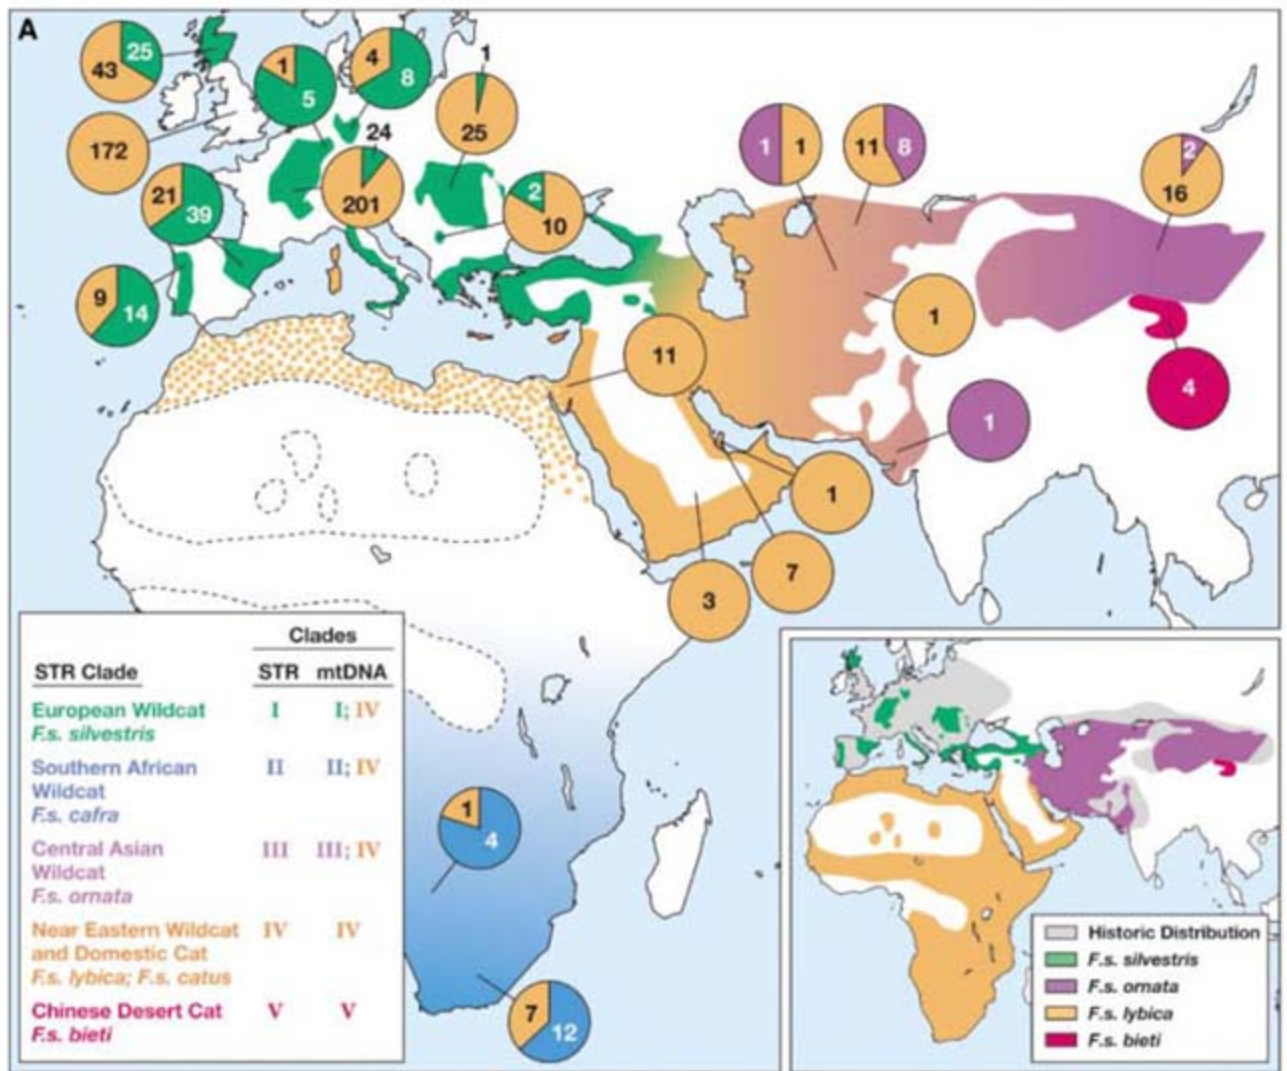 A
25
43
1
5
4
8
1
25
172
24
201
21
39
2
10
9
14
1
1
11
8
2
16
1
4
1
11
1
7
3
1
4
7
12
Clades
STR Clade STR mtDNA
European Wildcat I I; IV
F.s. silvestris
Southern African II II; IV
Wildcat
F.s. cafra
Central Asian III III; IV
Wildcat
F.s. ornata
Near Eastern Wildcat IV IV
and Domestic Cat
F.s. lybica; F.s. catus
Chinese Desert Cat V V
F.s. bieti
Historic Distribution
F.s. silvestris
F.s. ornata
F.s. lybica
F.s. bieti